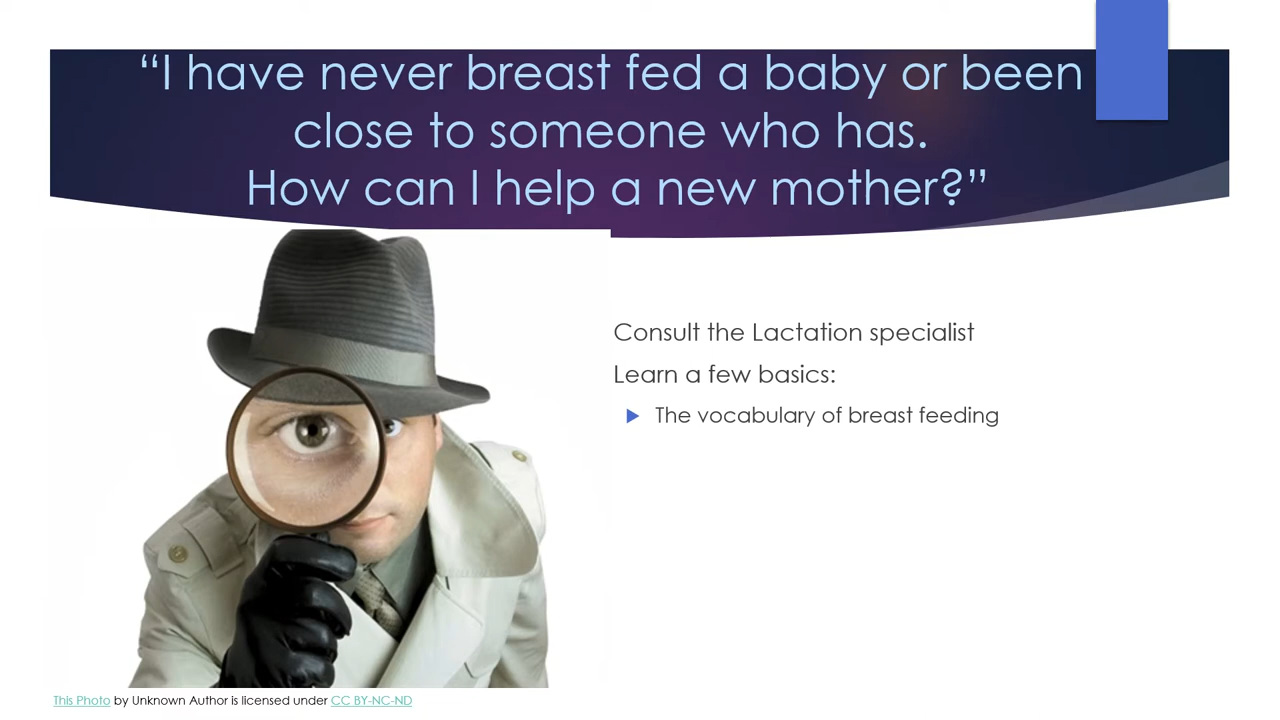 “I have never breast fed a baby or been
close to someone who has.
How can I help a new mother?”
Consult the Lactation specialist
Learn a few basics:
The vocabulary of breast feeding
This Photo by Unknown Author is licensed under CC BY-NC-ND